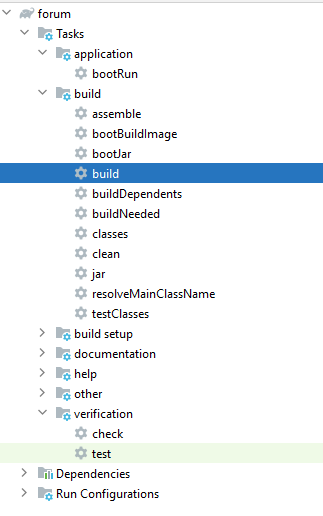 forum
Tasks
application
bootRun
build
assemble
bootBuildImage
bootJar
build
buildDependents
buildNeeded
classes
clean
jar
resolveMainClassName
testClasses
build setup
documentation
help
other
verification
check
test
Dependencies
Run Configurations